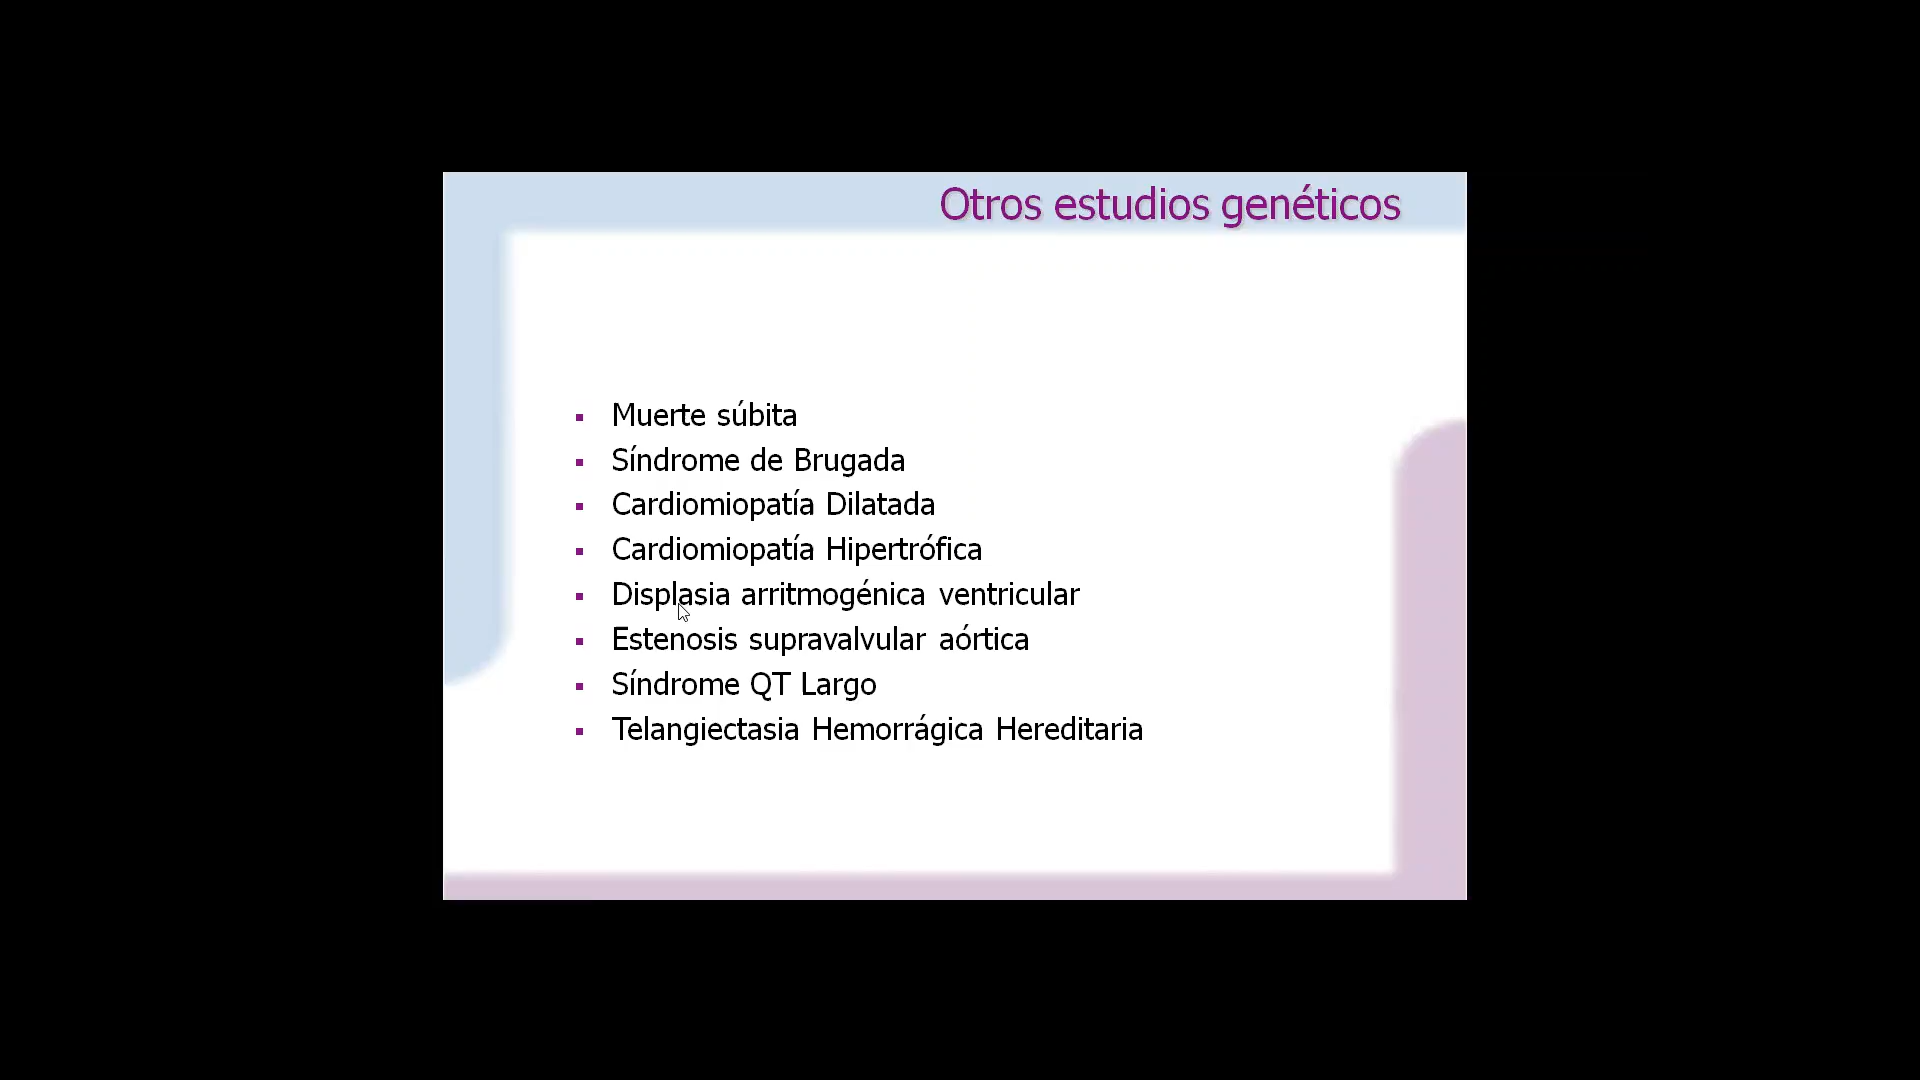 Otros estudios genéticos
Muerte súbita
Síndrome de Brugada
Cardiomiopatía Dilatada
Cardiomiopatía Hipertrófica
Displasia arritmogénica ventricular
Estenosis supravalvular aórtica
Síndrome QT Largo
Telangiectasia Hemorrágica Hereditaria